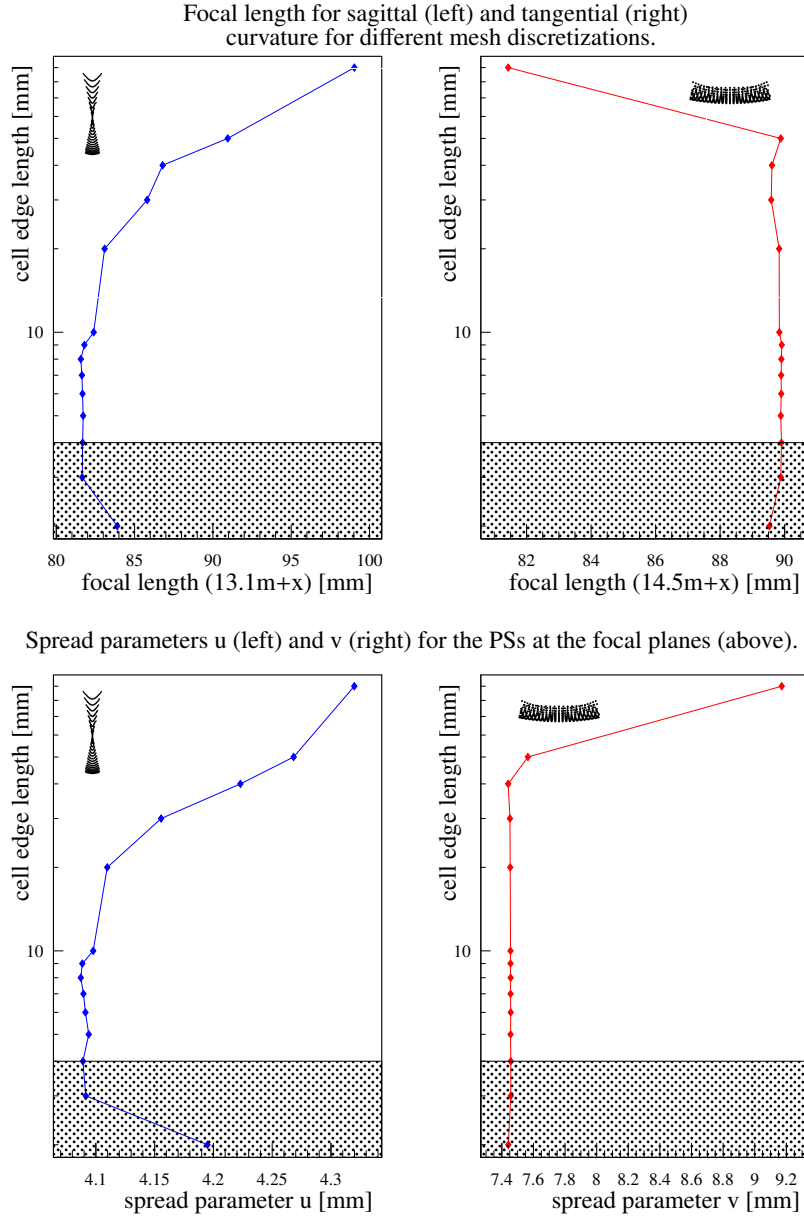 Focal length for sagittal (left) and tangential (right)
curvature for different mesh discretizations.
cell edge length [mm]
10
80 85 90 95 100
focal length (13.1m+x) [mm]
cell edge length [mm]
10
82 84 86 88 90
focal length (14.5m+x) [mm]
Spread parameters u (left) and v (right) for the PSs at the focal planes (above).
cell edge length [mm]
10
4.1 4.15 4.2 4.25 4.3
spread parameter u [mm]
cell edge length [mm]
10
7.4 7.6 7.8 8 8.2 8.4 8.6 8.8 9 9.2
spread parameter v [mm]